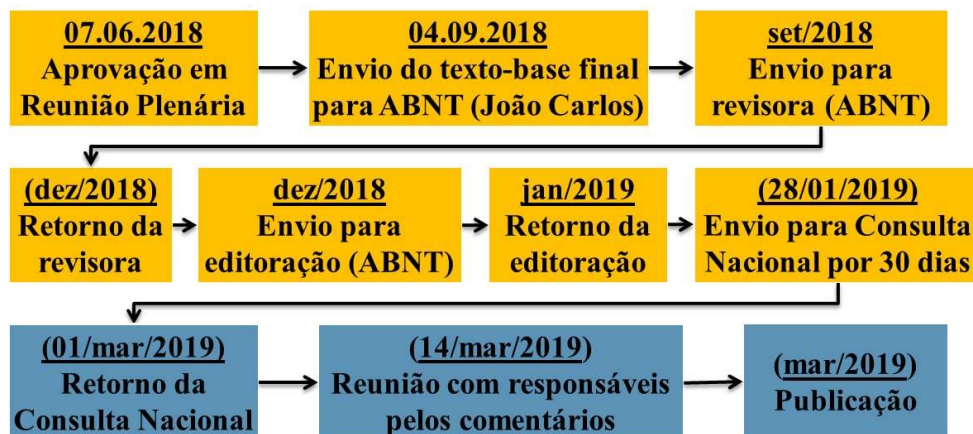 07.06.2018
Aprovação em
Reunião Plenária
04.09.2018
Envio do texto-base final
para ABNT (João Carlos)
set/2018
Envio para
revisora (ABNT)
(dez/2018)
Retorno da
revisora
dez/2018
Envio para
editoração (ABNT)
jan/2019
Retorno da
editoração
(28/01/2019)
Envio para Consulta
Nacional por 30 dias
(01/mar/2019)
Retorno da
Consulta Nacional
(14/mar/2019)
Reunião com responsáveis
pelos comentários
(mar/2019)
Publicação